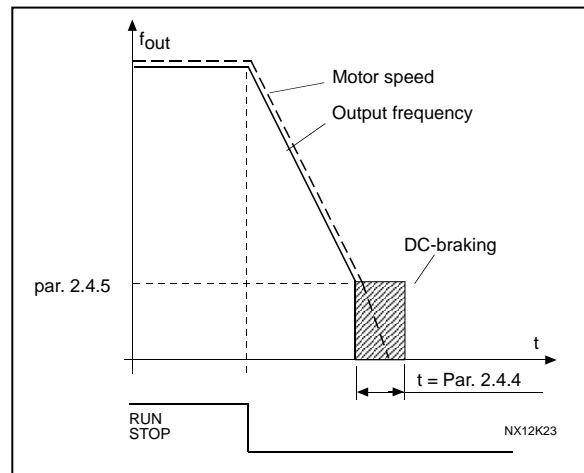 fout
Motor speed
Output frequency
DC-braking
par. 2.4.5
t
t = Par. 2.4.4
RUN
STOP
NX12K23